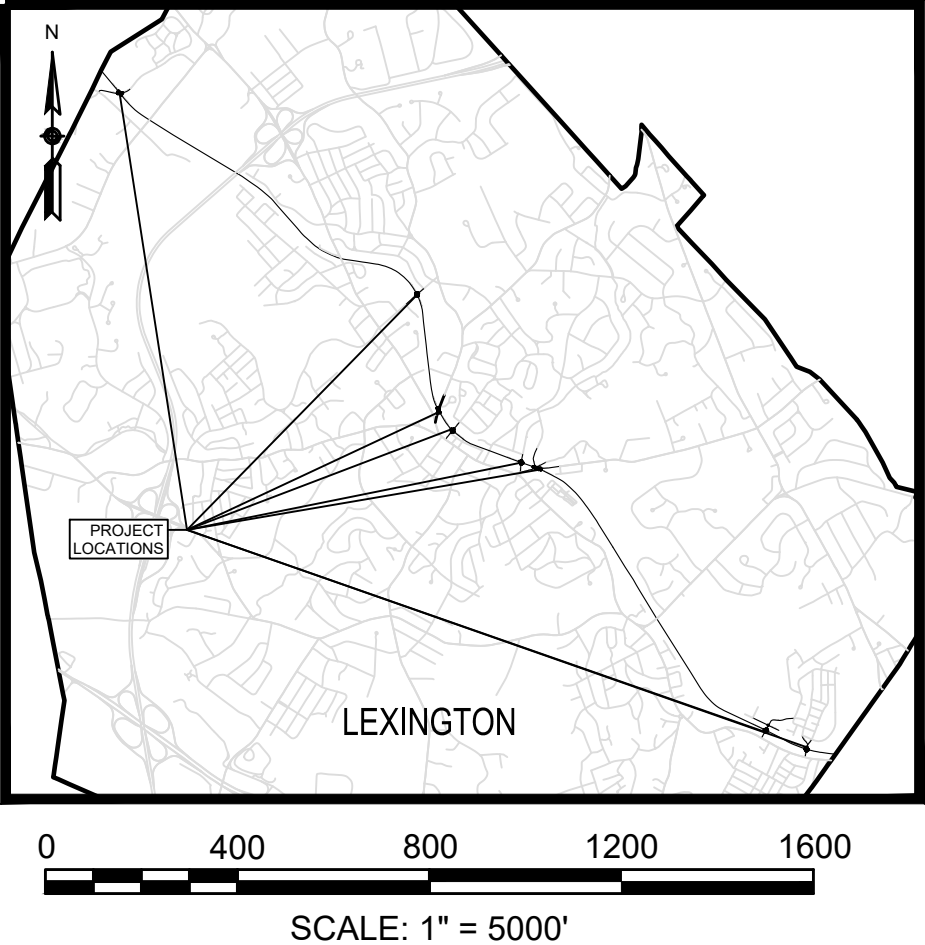 N
PROJECT
LOCATIONS
LEXINGTON
0 400 800 1200 1600
SCALE: 1" = 5000'